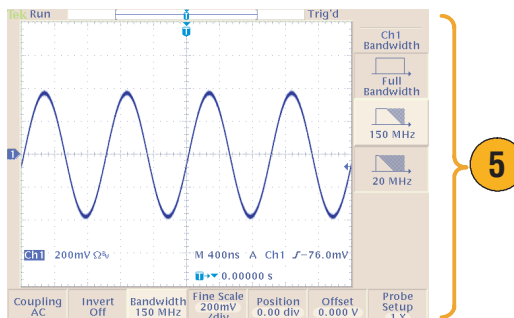 Tek Run
Trig'd
T
T
Ch1
Bandwidth
Full
Bandwidth
150 MHz
20 MHz
1
5
Ch1 200mV Ω
M 400ns A Ch1 -76.0mV
T 0.00000 s
Coupling
AC
Invert
Off
Bandwidth
150 MHz
Fine Scale
200mV
/div
Position
0.00 div
Offset
0.000 V
Probe
Setup
1 X